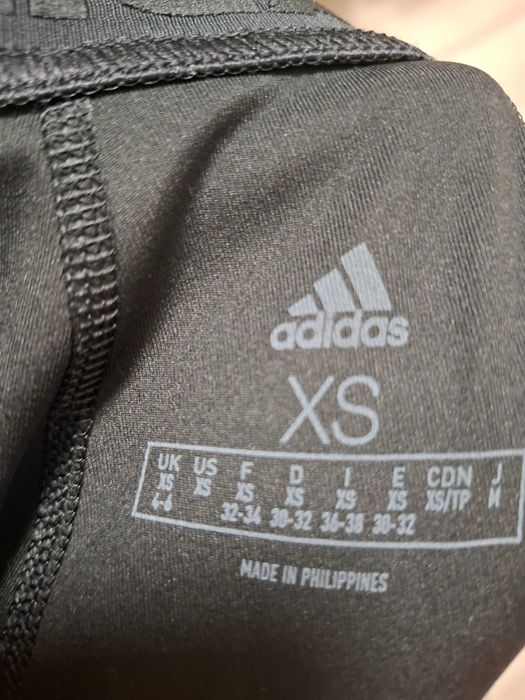 adidas
XS
UK US F D I E CDN J
XS XS XS XS XS XS XS/TP M
4-6 32-34 30-32 36-38 30-32
MADE IN PHILIPPINES